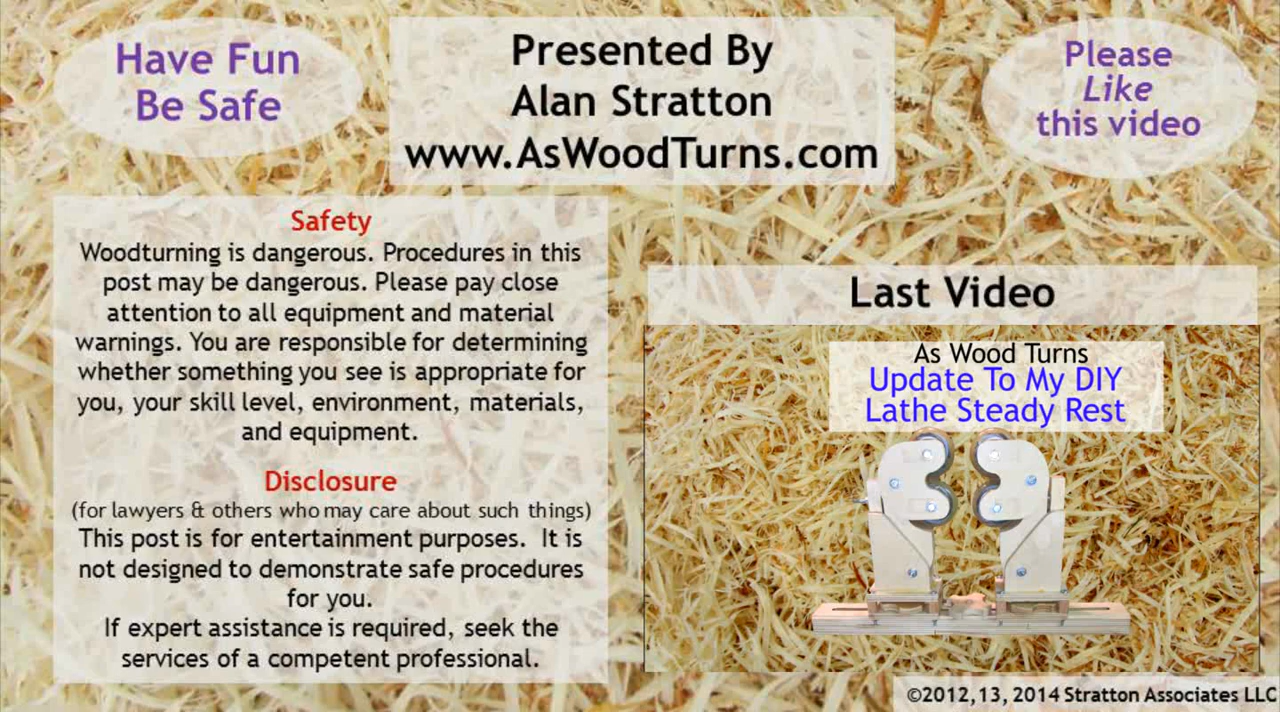 Have Fun
Be Safe
Presented By
Alan Stratton
www.AsWoodTurns.com
Please
Like
this video
Safety
Woodturning is dangerous. Procedures in this
post may be dangerous. Please pay close
attention to all equipment and material
warnings. You are responsible for determining
whether something you see is appropriate for
you, your skill level, environment, materials,
and equipment.
Disclosure
(for lawyers & others who may care about such things)
This post is for entertainment purposes. It is
not designed to demonstrate safe procedures
for you.
If expert assistance is required, seek the
services of a competent professional.
Last Video
As Wood Turns
Update To My DIY
Lathe Steady Rest
©2012,13, 2014 Stratton Associates LLC